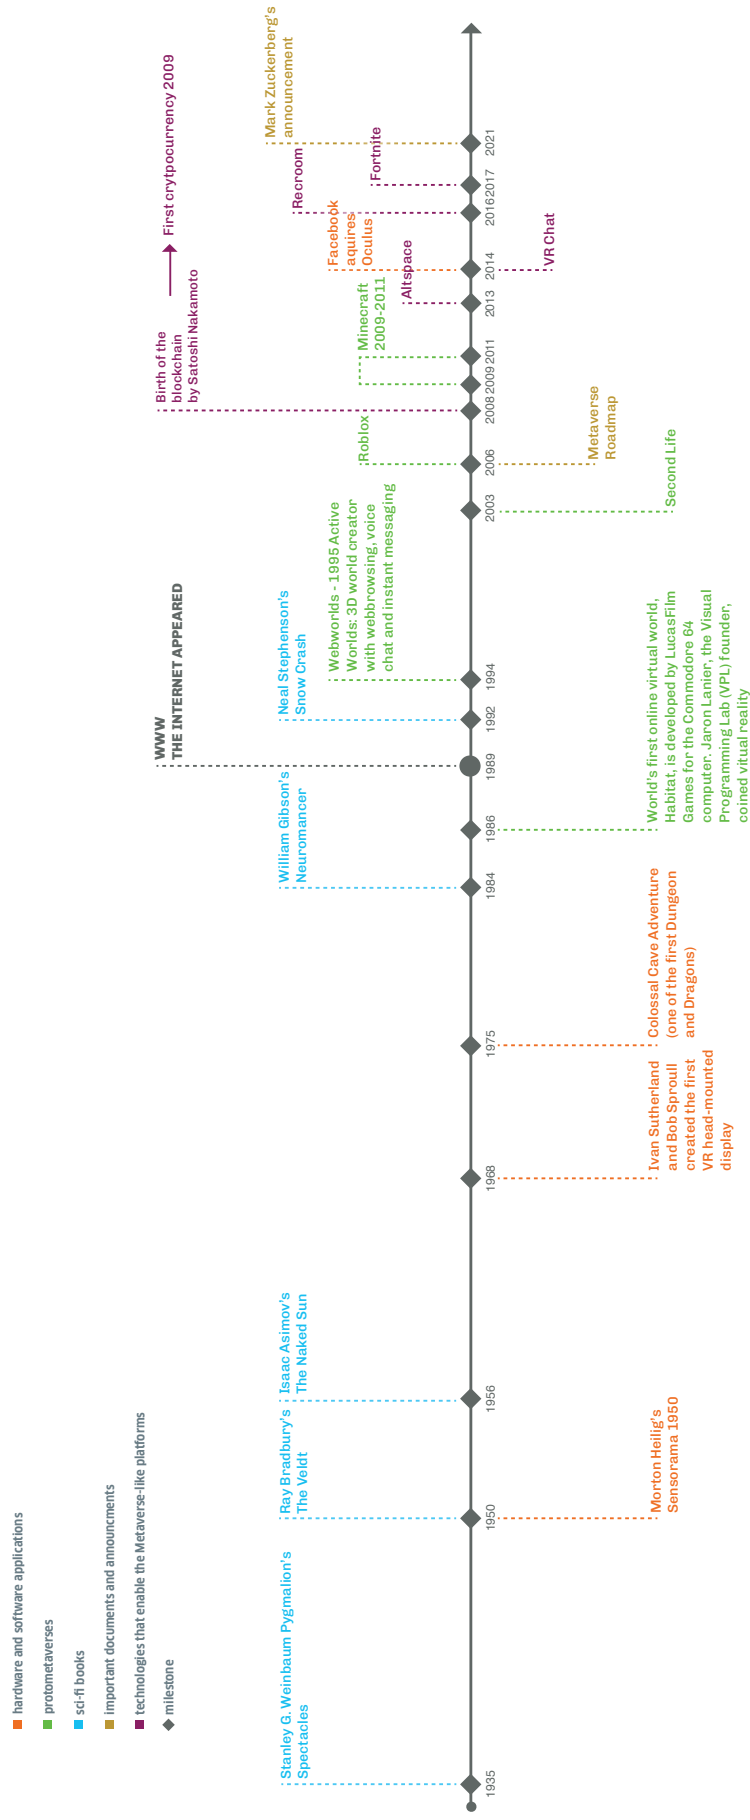 hardware and software applications
protometaverses
sci-fi books
important documents and announcments
technologies that enable the Metaverse-like platforms
milestone
Stanley G. Weinbaum Pygmalion's
Spectacles
1935
Ray Bradbury's
The Veldt
1950
Morton Heilig's
Sensorama 1950
Isaac Asimov's
The Naked Sun
1956
1968
Ivan Sutherland
and Bob Sproull
created the first
VR head-mounted
display
1975
Colossal Cave Adventure
(one of the first Dungeon
and Dragons)
William Gibson's
Neuromancer
1984
1986
World's first online virtual world,
Habitat, is developed by LucasFilm
Games for the Commodore 64
computer. Jaron Lanier, the Visual
Programming Lab (VPL) founder,
coined vitual reality
WWW
THE INTERNET APPEARED
1989
Neal Stephenson's
Snow Crash
1992
Webworlds - 1995 Active
Worlds: 3D world creator
with webbrowsing, voice
chat and instant messaging
1994
2003
Second Life
Roblox
2006
Metaverse
Roadmap
Birth of the
blockchain
by Satoshi Nakamoto
First crytpocurrency 2009
2008
Minecraft
2009-2011
2009
2011
Altspace
2013
Facebook
aquires
Oculus
2014
VR Chat
Recroom
2016
Fortnite
2017
Mark Zuckerberg's
announcement
2021